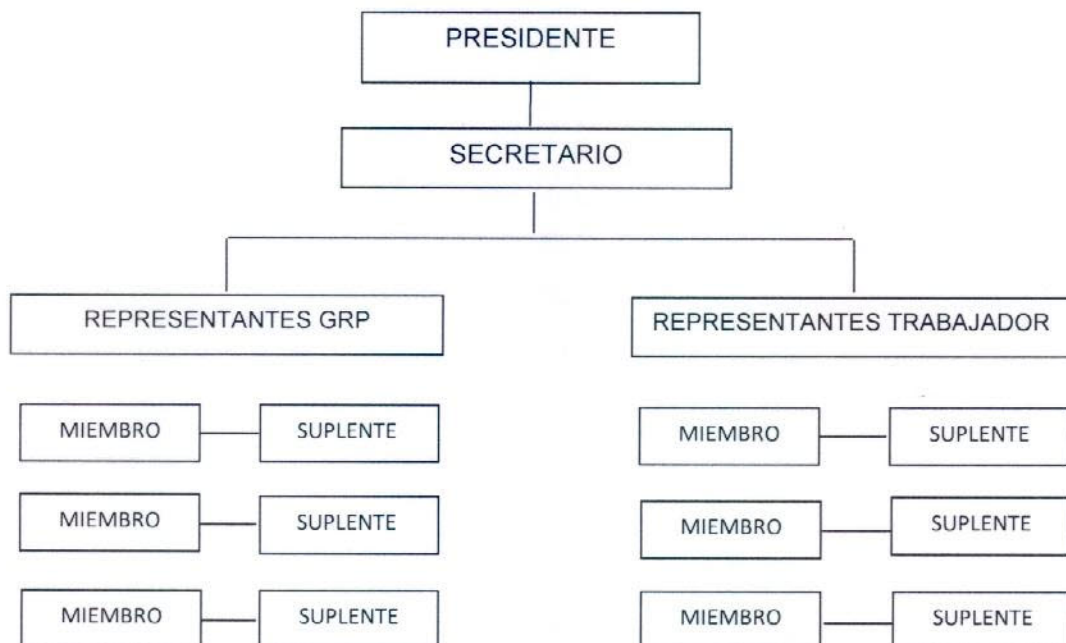 PRESIDENTE
SECRETARIO
REPRESENTANTES GRP
REPRESENTANTES TRABAJADOR
MIEMBRO
SUPLENTE
MIEMBRO
SUPLENTE
MIEMBRO
SUPLENTE
MIEMBRO
SUPLENTE
MIEMBRO
SUPLENTE
MIEMBRO
SUPLENTE